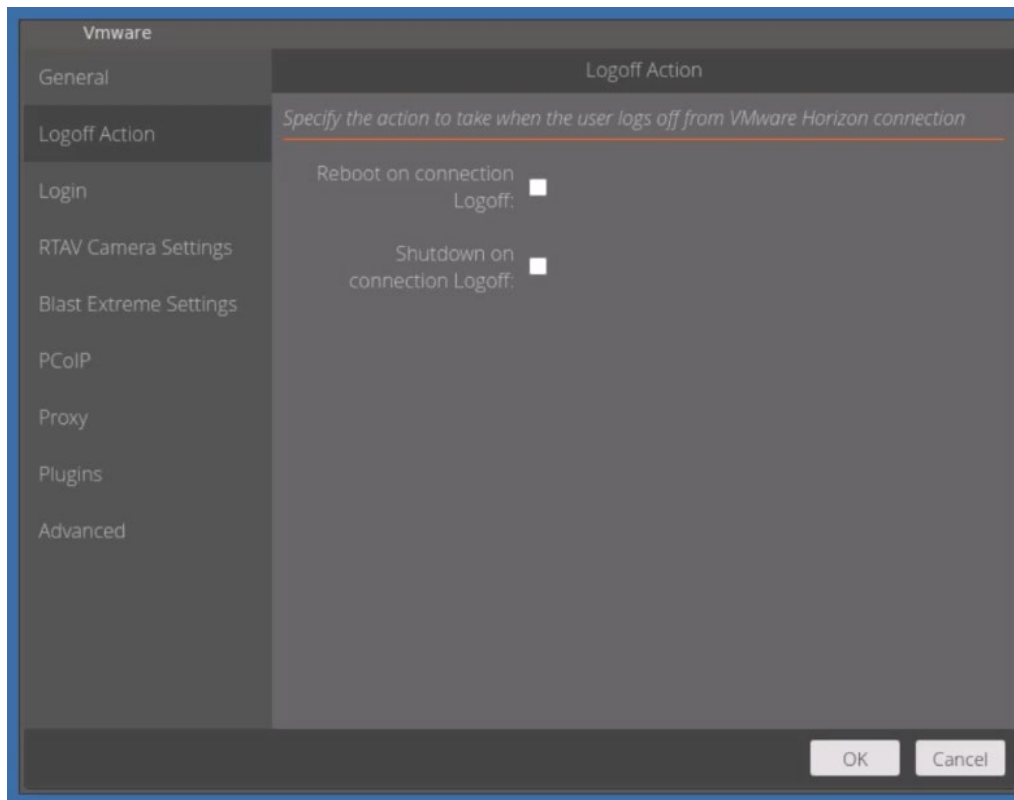 Vmware
General
Logoff Action
Login
RTAV Camera Settings
Blast Extreme Settings
PCoIP
Proxy
Plugins
Advanced
Logoff Action
Specify the action to take when the user logs off from VMware Horizon connection
Reboot on connection
Logoff:
Shutdown on
connection Logoff:
OK
Cancel